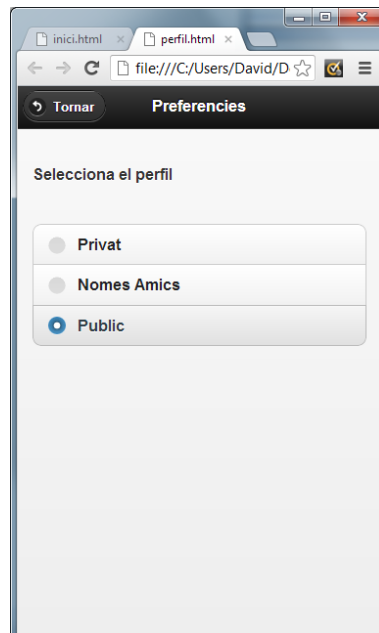 inici.html
perfil.html
file:///C:/Users/David/D
Tornar
Preferencies
Selecciona el perfil
Privat
Nomes Amics
Public